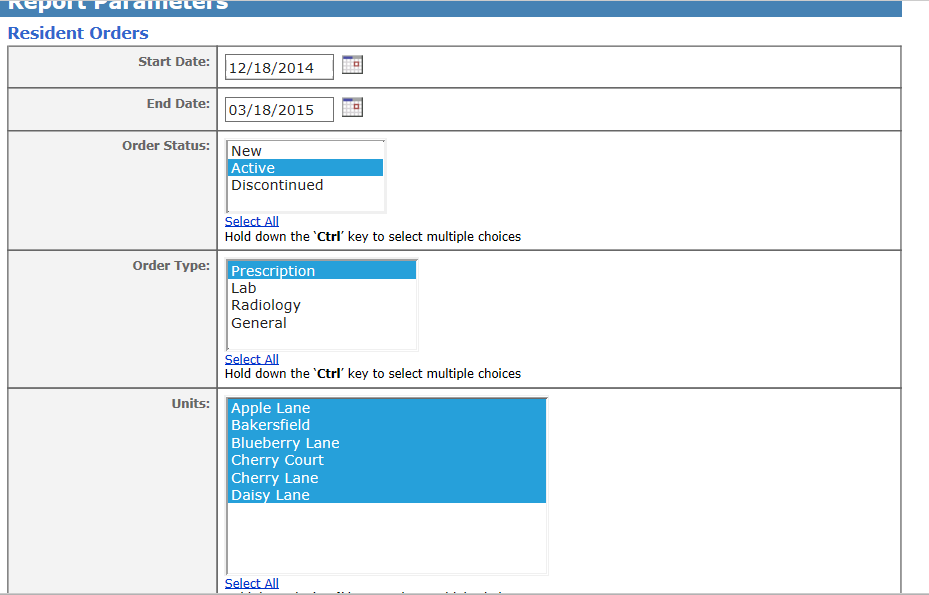 Report Parameters
Resident Orders
Start Date: 12/18/2014
End Date: 03/18/2015
Order Status:
New
Active
Discontinued
Select All
Hold down the `Ctrl´ key to select multiple choices
Order Type:
Prescription
Lab
Radiology
General
Select All
Hold down the `Ctrl´ key to select multiple choices
Units:
Apple Lane
Bakersfield
Blueberry Lane
Cherry Court
Cherry Lane
Daisy Lane
Select All